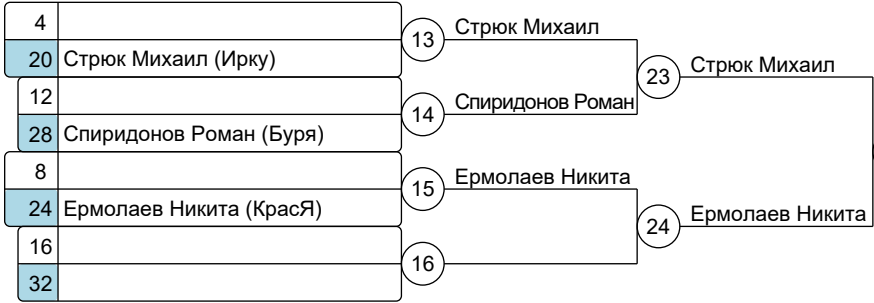 4
13
Стрюк Михаил
20 Стрюк Михаил (Ирку)
23
Стрюк Михаил
12
14
Спиридонов Роман
28 Спиридонов Роман (Буря)
8
15
Ермолаев Никита
24 Ермолаев Никита (КрасЯ)
24
Ермолаев Никита
16
16
32